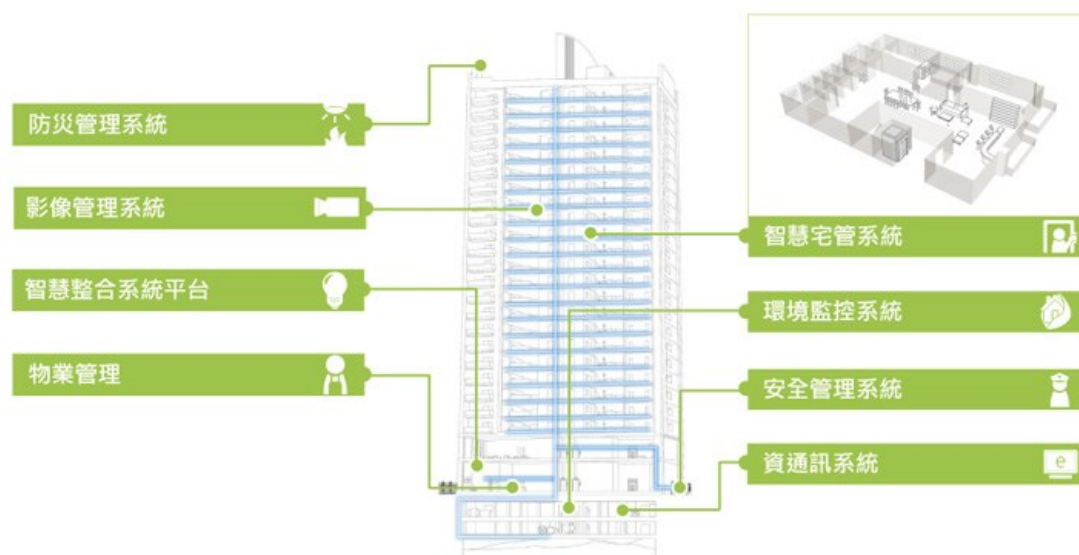 防災管理系統
影像管理系統
智慧整合系統平台
物業管理
智慧宅管系統
環境監控系統
安全管理系統
資通訊系統
e